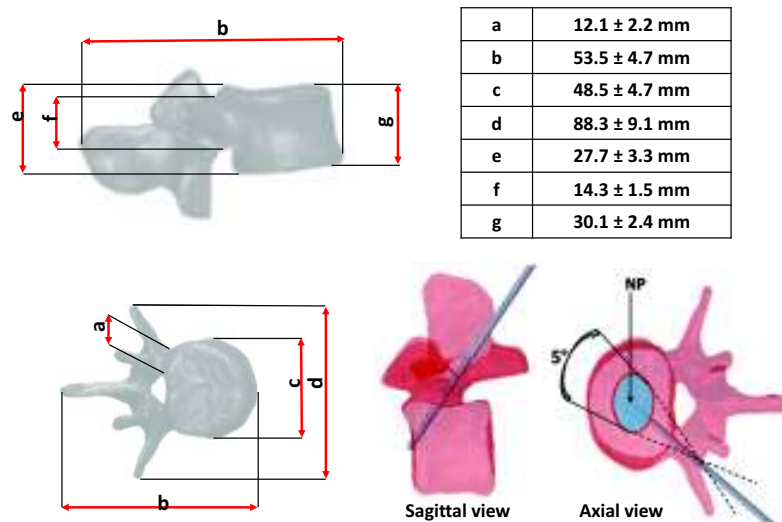 b
e
f
g
a 12.1 ± 2.2 mm
b 53.5 ± 4.7 mm
c 48.5 ± 4.7 mm
d 88.3 ± 9.1 mm
e 27.7 ± 3.3 mm
f 14.3 ± 1.5 mm
g 30.1 ± 2.4 mm
a
c
d
b
NP
5°
Sagittal view
Axial view